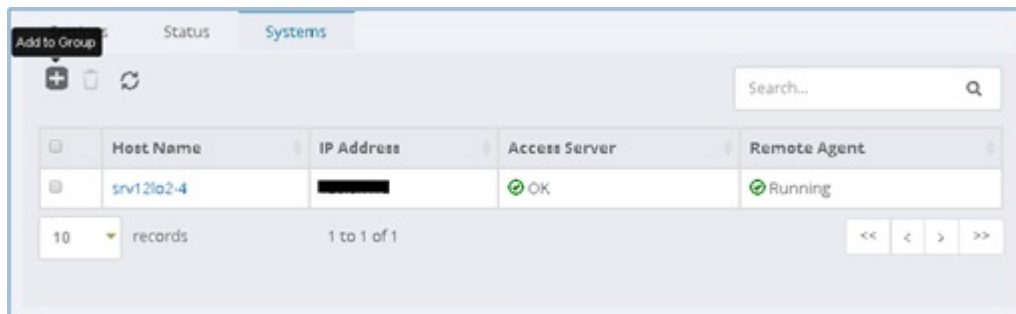 Status Systems
Add to Group
Search...
Host Name IP Address Access Server Remote Agent
srv12lo2-4 OK Running
10 records 1 to 1 of 1 << < > >>